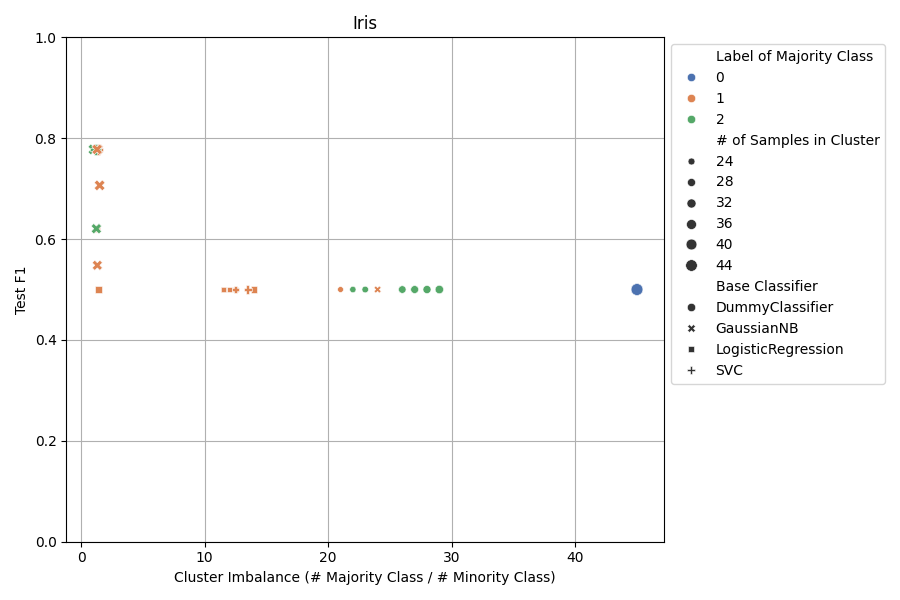 Iris
1.0
0.8
0.6
0.4
0.2
0.0
Test F1
0 10 20 30 40
Cluster Imbalance (# Majority Class / # Minority Class)
Label of Majority Class
0
1
2
# of Samples in Cluster
24
28
32
36
40
44
Base Classifier
DummyClassifier
GaussianNB
LogisticRegression
SVC